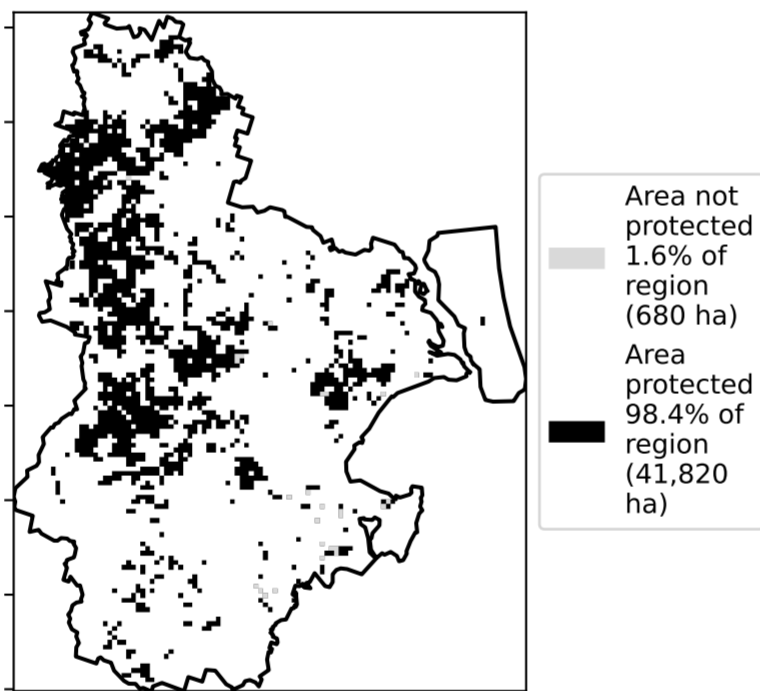 Area not
protected
1.6% of
region
(680 ha)
Area
protected
98.4% of
region
(41,820
ha)